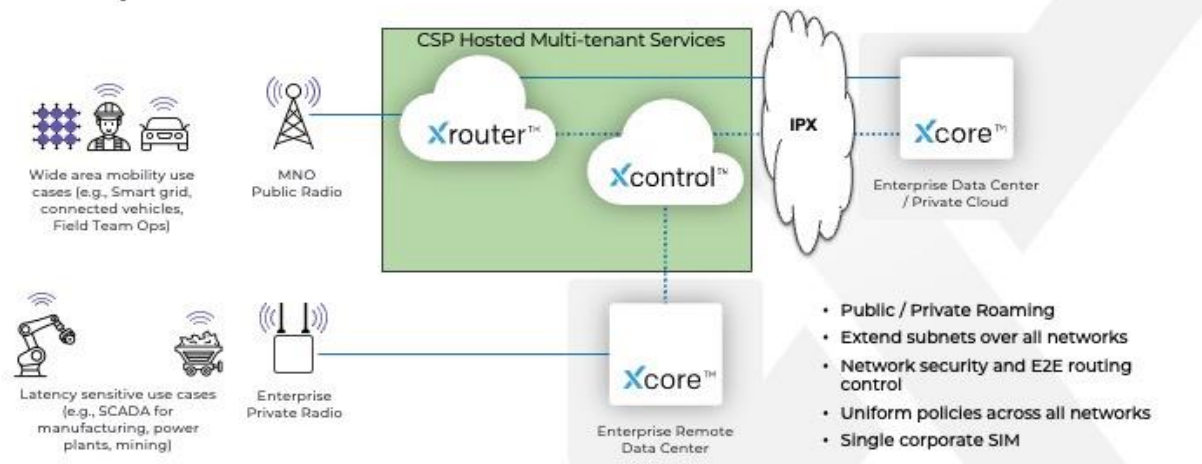 CSP Hosted Multi-tenant Services
Xrouter™
Xcontrol™
IPX
Xcore™
Enterprise Data Center
/ Private Cloud
Wide area mobility use
cases (e.g., Smart grid,
connected vehicles,
Field Team Ops)
MNO
Public Radio
Latency sensitive use cases
(e.g., SCADA for
manufacturing, power
plants, mining)
Enterprise
Private Radio
Xcore™
Enterprise Remote
Data Center
• Public / Private Roaming
• Extend subnets over all networks
• Network security and E2E routing
control
• Uniform policies across all networks
• Single corporate SIM